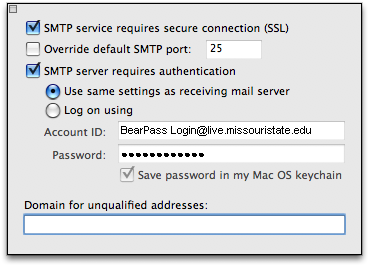 SMTP service requires secure connection (SSL)
Override default SMTP port: 25
SMTP server requires authentication
Use same settings as receiving mail server
Log on using
Account ID: BearPass Login@live.missouristate.edu
Password: ••••••••••••
Save password in my Mac OS keychain
Domain for unqualified addresses: